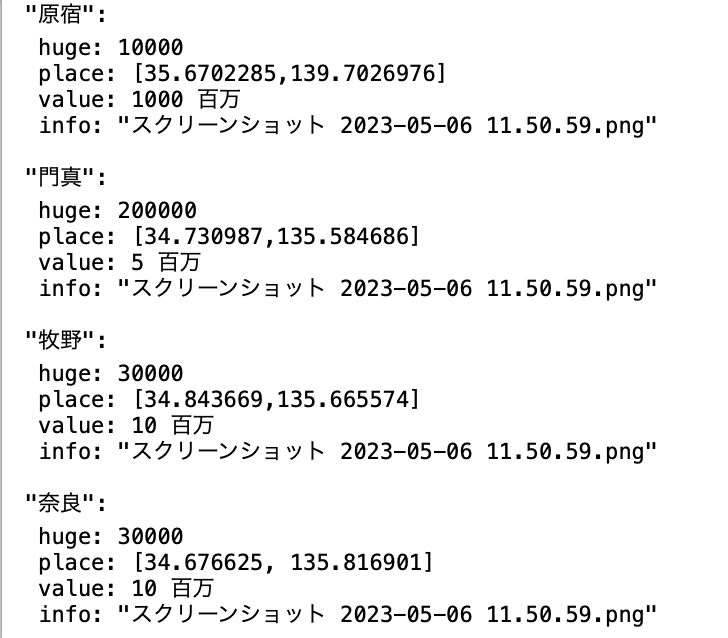 "原宿":
huge: 10000
place: [35.6702285,139.7026976]
value: 1000 百万
info: "スクリーンショット 2023-05-06 11.50.59.png"
"門真":
huge: 200000
place: [34.730987,135.584686]
value: 5 百万
info: "スクリーンショット 2023-05-06 11.50.59.png"
"牧野":
huge: 30000
place: [34.843669,135.665574]
value: 10 百万
info: "スクリーンショット 2023-05-06 11.50.59.png"
"奈良":
huge: 30000
place: [34.676625, 135.816901]
value: 10 百万
info: "スクリーンショット 2023-05-06 11.50.59.png"